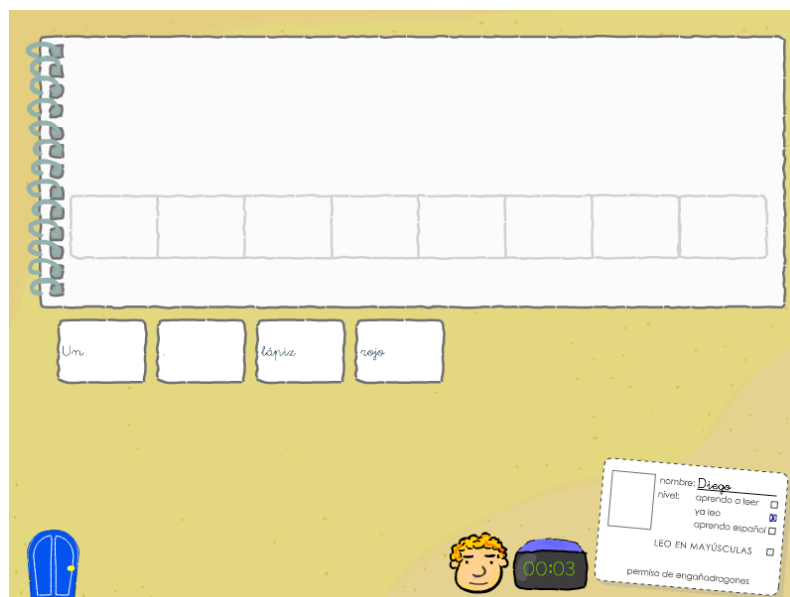 Un . lápiz rojo
nombre: Diego
nivel: aprendo a leer
ya leo
aprendo español
LEO EN MAYÚSCULAS
00:03
permiso de engañadragones